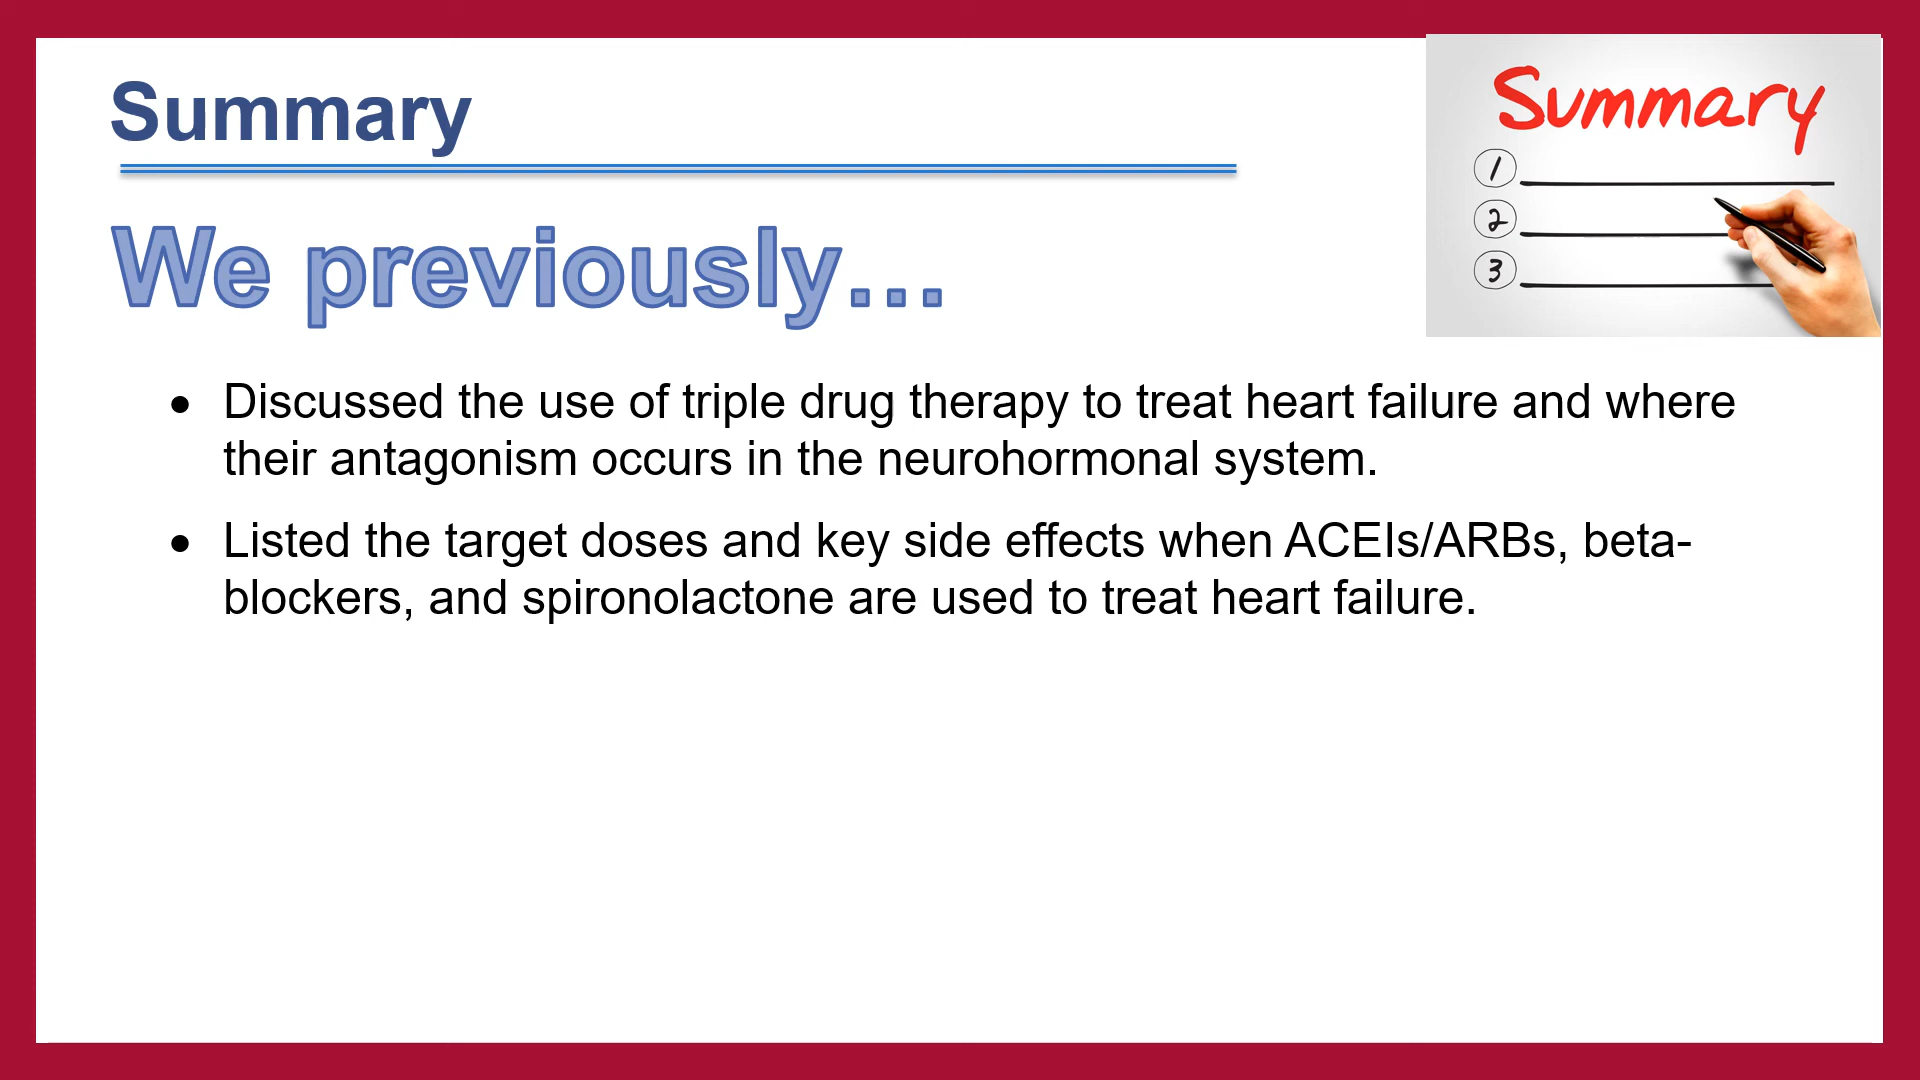 Summary
Summary
1
2
3
We previously...
• Discussed the use of triple drug therapy to treat heart failure and where
their antagonism occurs in the neurohormonal system.
• Listed the target doses and key side effects when ACEIs/ARBs, beta-
blockers, and spironolactone are used to treat heart failure.